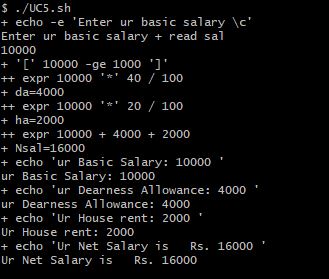 $ ./UC5.sh
+ echo -e 'Enter ur basic salary \c'
Enter ur basic salary + read sal
10000
+ '[' 10000 -ge 1000 ']'
++ expr 10000 '*' 40 / 100
+ da=4000
++ expr 10000 '*' 20 / 100
+ ha=2000
++ expr 10000 + 4000 + 2000
+ Nsal=16000
+ echo 'ur Basic Salary: 10000 '
ur Basic Salary: 10000
+ echo 'ur Dearness Allowance: 4000 '
ur Dearness Allowance: 4000
+ echo 'Ur House rent: 2000 '
Ur House rent: 2000
+ echo 'Ur Net Salary is   Rs. 16000 '
Ur Net Salary is   Rs. 16000